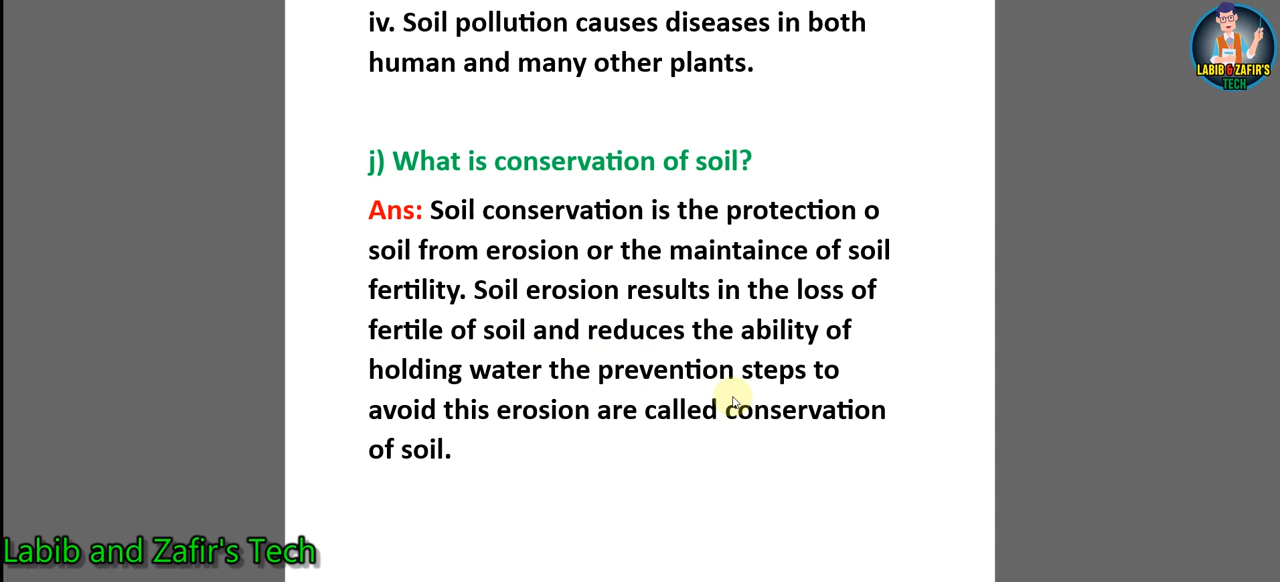 iv. Soil pollution causes diseases in both
human and many other plants.
LABIB & ZAFIR'S
TECH
j) What is conservation of soil?
Ans: Soil conservation is the protection o
soil from erosion or the maintaince of soil
fertility. Soil erosion results in the loss of
fertile of soil and reduces the ability of
holding water the prevention steps to
avoid this erosion are called conservation
of soil.
Labib and Zafir's Tech